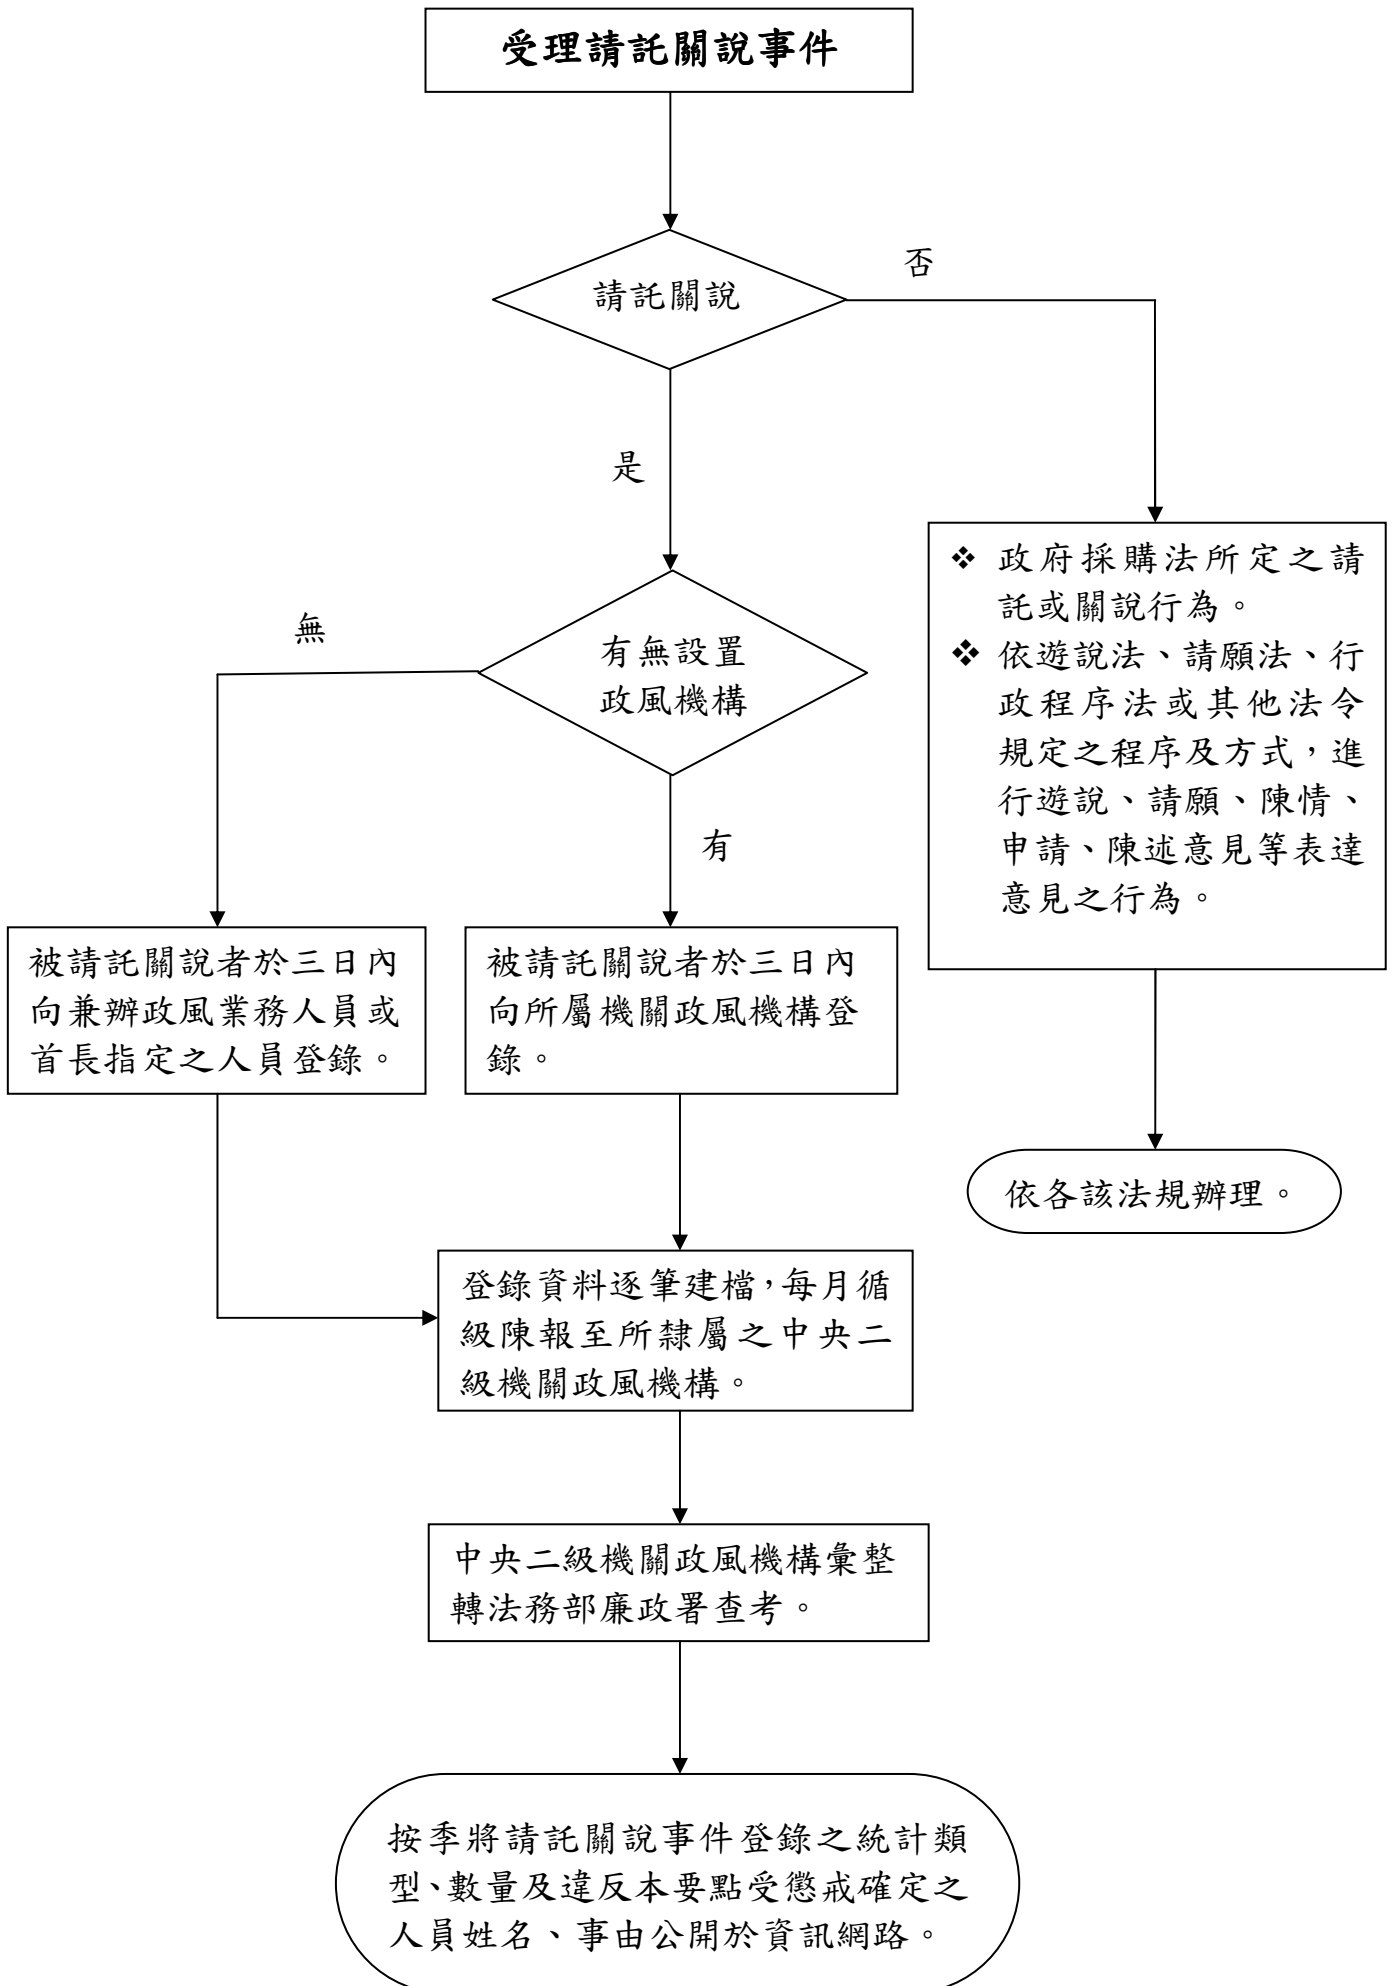 受理請託關說事件
請託關說
否
是
❖ 政府採購法所定之請
託或關說行為。
❖ 依遊說法、請願法、行
政程序法或其他法令
規定之程序及方式，進
行遊說、請願、陳情、
申請、陳述意見等表達
意見之行為。
無
有無設置
政風機構
有
被請託關說者於三日內
向兼辦政風業務人員或
首長指定之人員登錄。
被請託關說者於三日內
向所屬機關政風機構登
錄。
依各該法規辦理。
登錄資料逐筆建檔，每月循
級陳報至所隸屬之中央二
級機關政風機構。
中央二級機關政風機構彙整
轉法務部廉政署查考。
按季將請託關說事件登錄之統計類
型、數量及違反本要點受懲戒確定之
人員姓名、事由公開於資訊網路。